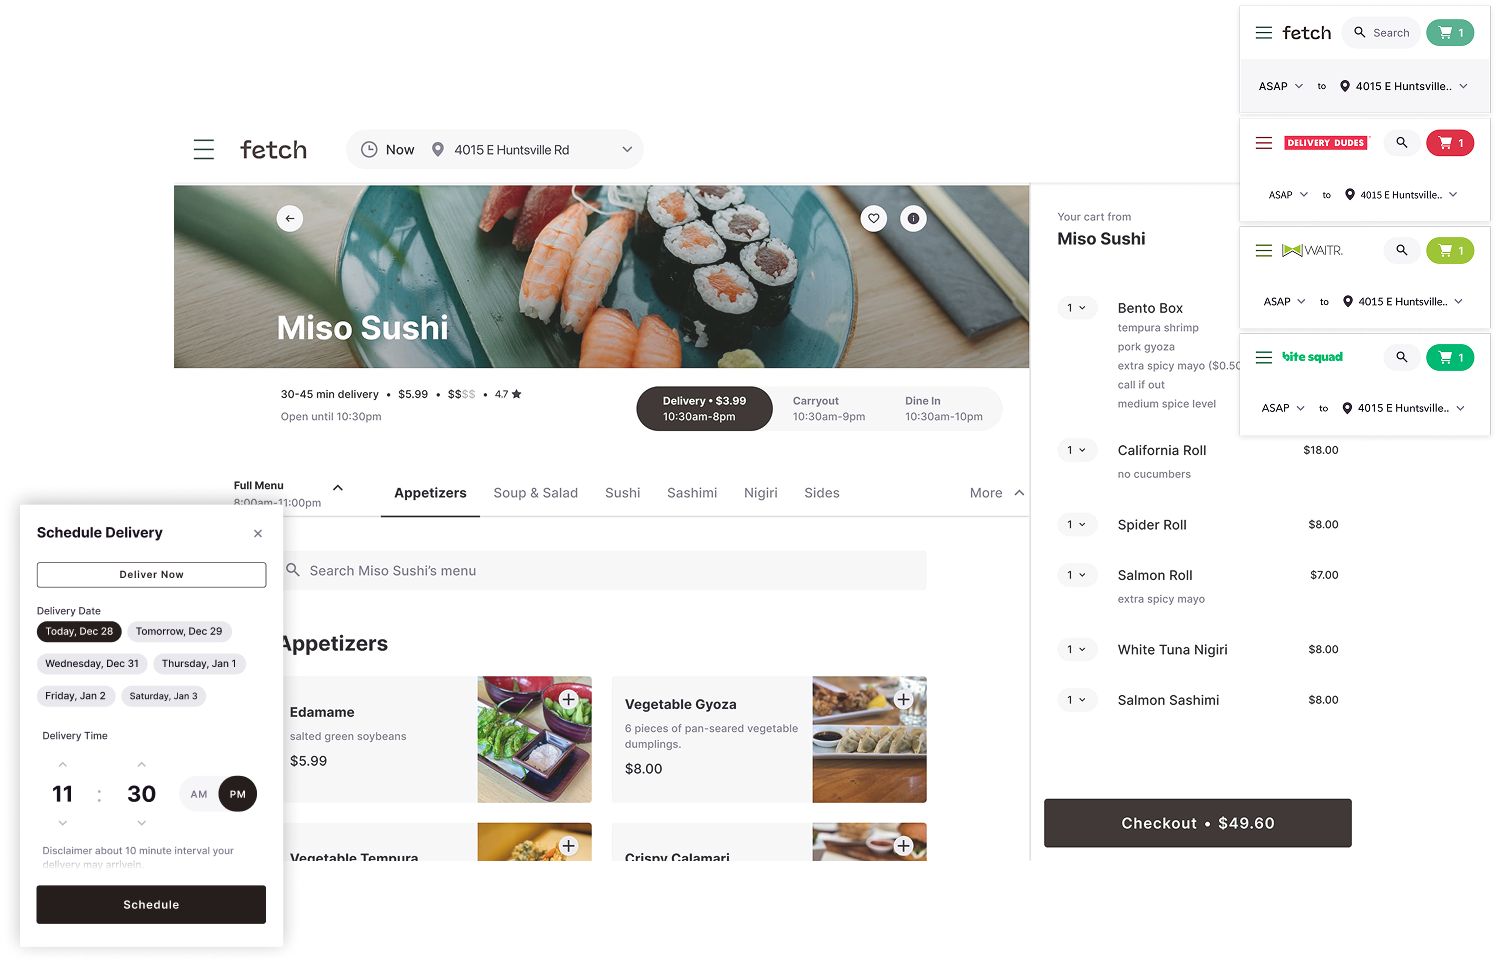 fetch
Now
4015 E Huntsville Rd
Miso Sushi
30-45 min delivery • $5.99 • $$$$ • 4.7
Open until 10:30pm
Delivery • $3.99
10:30am-8pm
Carryout
10:30am-9pm
Dine In
10:30am-10pm
Full Menu
8:00am-11:00pm
Appetizers
Soup & Salad
Sushi
Sashimi
Nigiri
Sides
More
Search Miso Sushi's menu
Appetizers
Edamame
salted green soybeans
$5.99
Vegetable Gyoza
6 pieces of pan-seared vegetable
dumplings.
$8.00
Vegetable Tempura
Crispy Calamari
Schedule Delivery
Deliver Now
Delivery Date
Today, Dec 28
Tomorrow, Dec 29
Wednesday, Dec 31
Thursday, Jan 1
Friday, Jan 2
Saturday, Jan 3
Delivery Time
11 : 30
AM
PM
Disclaimer about 10 minute interval your
delivery may arrivein.
Schedule
Your cart from
Miso Sushi
1 Bento Box
tempura shrimp
pork gyoza
extra spicy mayo ($0.50
call if out
medium spice level
1 California Roll $18.00
no cucumbers
1 Spider Roll $8.00
1 Salmon Roll $7.00
extra spicy mayo
1 White Tuna Nigiri $8.00
1 Salmon Sashimi $8.00
Checkout • $49.60
fetch Search 1
ASAP to 4015 E Huntsville..
DELIVERY DUDES 1
ASAP to 4015 E Huntsville..
WAITR. 1
ASAP to 4015 E Huntsville..
bite squad 1
ASAP to 4015 E Huntsville..